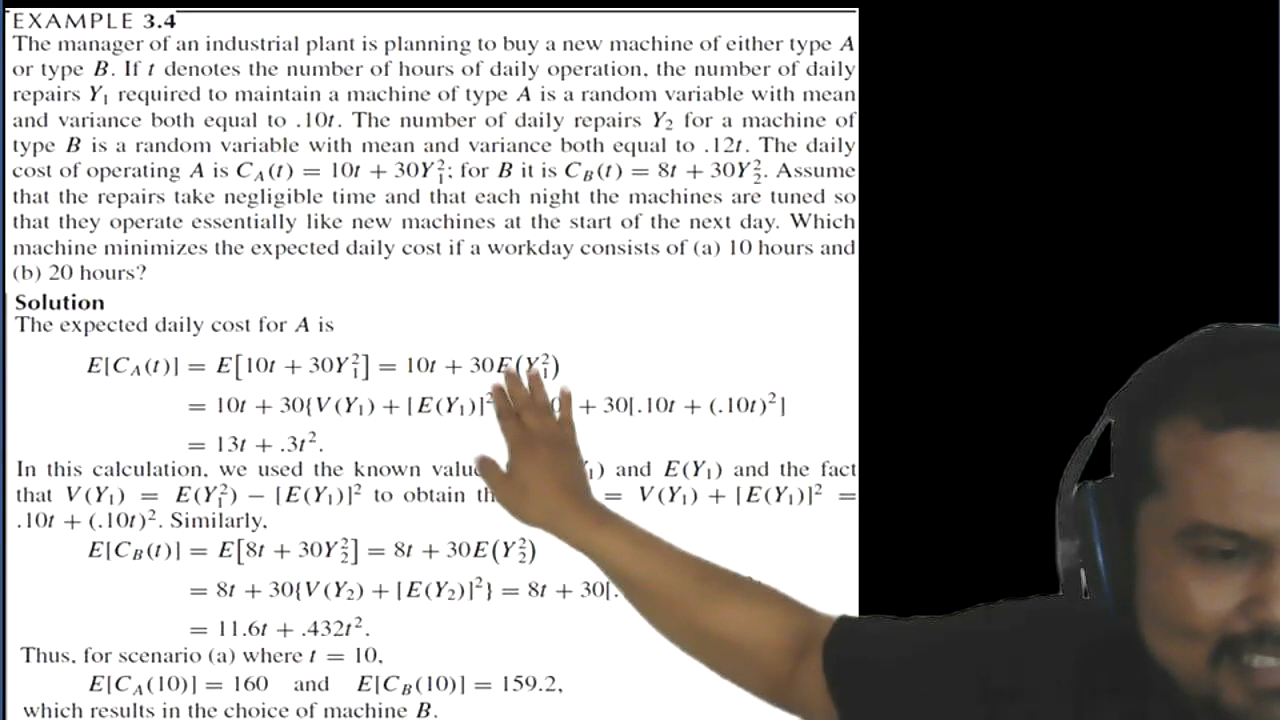 EXAMPLE 3.4
The manager of an industrial plant is planning to buy a new machine of either type A
or type B. If t denotes the number of hours of daily operation, the number of daily
repairs Y₁ required to maintain a machine of type A is a random variable with mean
and variance both equal to .10t. The number of daily repairs Y₂ for a machine of
type B is a random variable with mean and variance both equal to .12t. The daily
cost of operating A is C_A(t) = 10t + 30Y₁²; for B it is C_B(t) = 8t + 30Y₂². Assume
that the repairs take negligible time and that each night the machines are tuned so
that they operate essentially like new machines at the start of the next day. Which
machine minimizes the expected daily cost if a workday consists of (a) 10 hours and
(b) 20 hours?
Solution
The expected daily cost for A is
E[C_A(t)] = E[10t + 30Y₁²] = 10t + 30E(Y₁²)
= 10t + 30{V(Y₁) + [E(Y₁)]² + 30[.10t + (.10t)²]
= 13t + .3t².
In this calculation, we used the known and E(Y₁) and the fact
that V(Y₁) = E(Y₁²) − [E(Y₁)]² to obtain = V(Y₁) + [E(Y₁)]² =
.10t + (.10t)². Similarly,
E[C_B(t)] = E[8t + 30Y₂²] = 8t + 30E(Y₂²)
= 8t + 30{V(Y₂) + [E(Y₂)]²} = 8t + 30[.
= 11.6t + .432t².
Thus, for scenario (a) where t = 10,
E[C_A(10)] = 160 and E[C_B(10)] = 159.2,
which results in the choice of machine B.